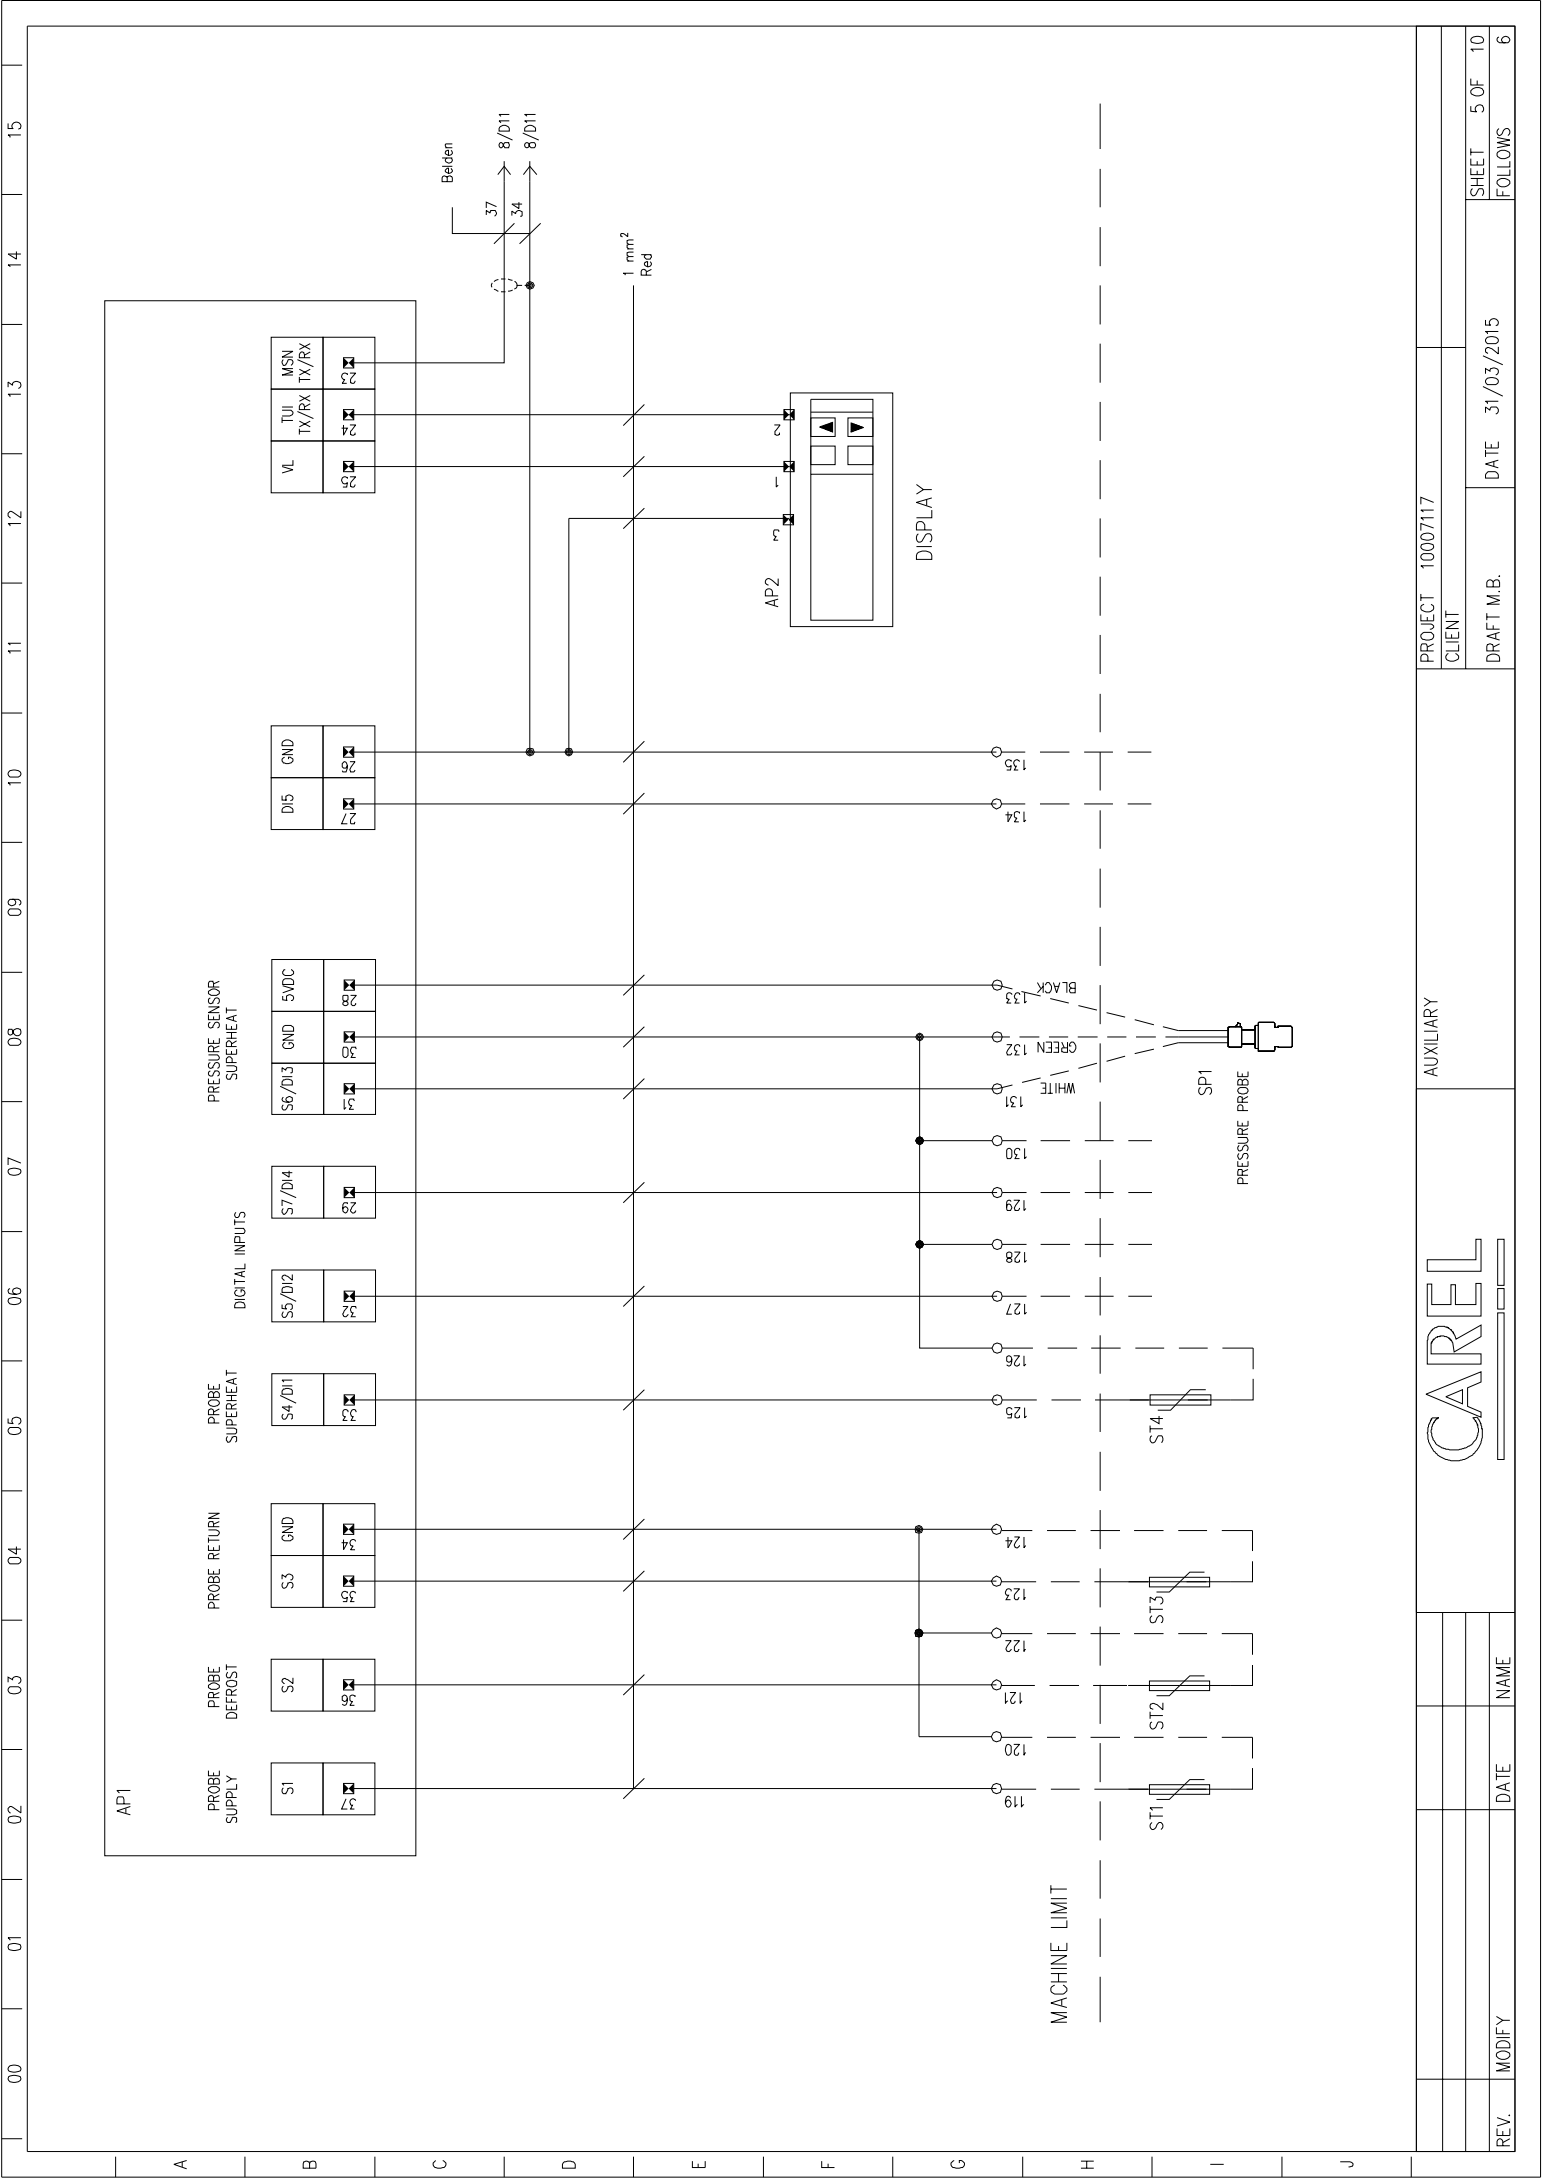 00 01 02 03 04 05 06 07 08 09 10 11 12 13 14 15
A
B
C
D
E
F
G
H
I
J
AP1
PROBE
SUPPLY
PROBE
DEFROST
PROBE RETURN
PROBE
SUPERHEAT
DIGITAL INPUTS
PRESSURE SENSOR
SUPERHEAT
S1
37
S2
36
S3
35
GND
34
S4/DI1
33
S5/DI2
32
S7/DI4
29
S6/DI3
31
GND
30
5VDC
28
DI5
27
GND
26
VL
25
TUI
TX/RX
24
MSN
TX/RX
23
Belden
37
34
8/D11
8/D11
1 mm²
Red
AP2
3
1
2
DISPLAY
119
120
121
122
123
124
125
126
127
128
129
130
131
132
133
134
135
WHITE
GREEN
BLACK
MACHINE LIMIT
ST1
ST2
ST3
ST4
SP1
PRESSURE PROBE
REV.
MODIFY
DATE
NAME
CAREL
AUXILIARY
PROJECT 10007117
CLIENT
DRAFT M.B.
DATE 31/03/2015
SHEET 5 OF 10
FOLLOWS 6